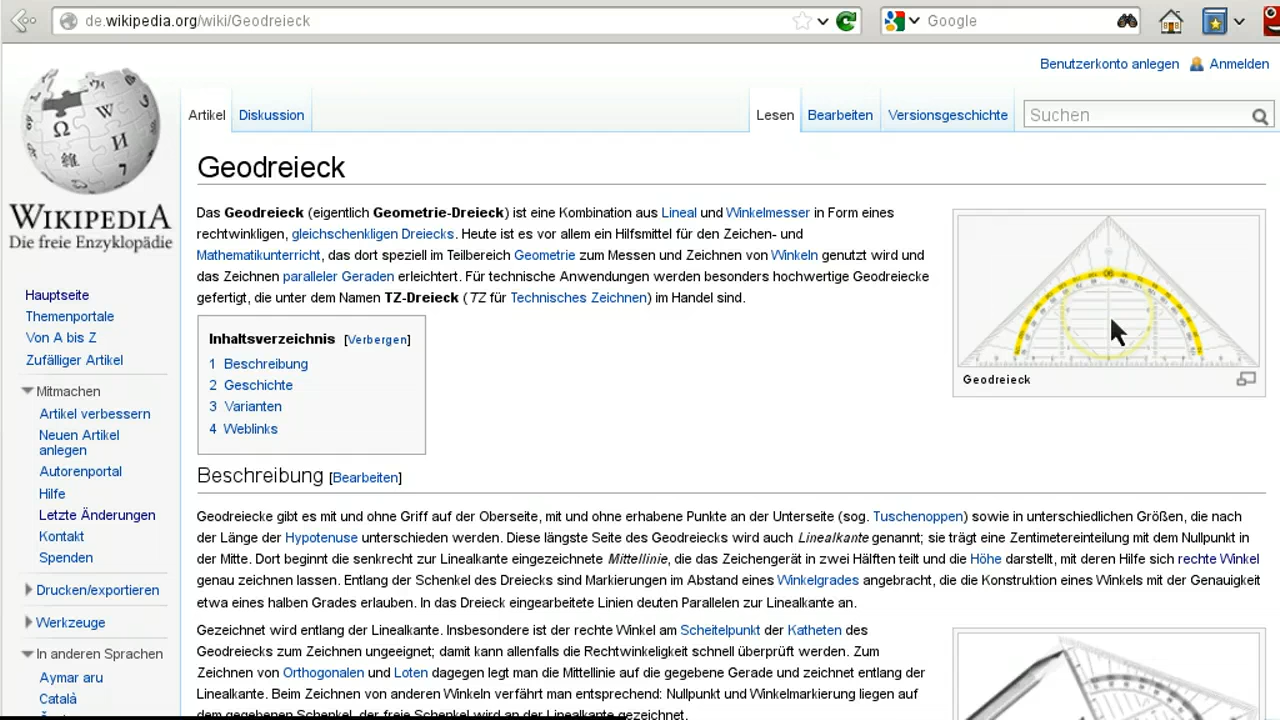 de.wikipedia.org/wiki/Geodreieck
Google
Benutzerkonto anlegen Anmelden
Artikel Diskussion Lesen Bearbeiten Versionsgeschichte Suchen
WIKIPEDIA
Die freie Enzyklopädie
Hauptseite
Themenportale
Von A bis Z
Zufälliger Artikel
Mitmachen
Artikel verbessern
Neuen Artikel
anlegen
Autorenportal
Hilfe
Letzte Änderungen
Kontakt
Spenden
Drucken/exportieren
Werkzeuge
In anderen Sprachen
Aymar aru
Català
Geodreieck
Das Geodreieck (eigentlich Geometrie-Dreieck) ist eine Kombination aus Lineal und Winkelmesser in Form eines
rechtwinkligen, gleichschenkligen Dreiecks. Heute ist es vor allem ein Hilfsmittel für den Zeichen- und
Mathematikunterricht, das dort speziell im Teilbereich Geometrie zum Messen und Zeichnen von Winkeln genutzt wird und
das Zeichnen paralleler Geraden erleichtert. Für technische Anwendungen werden besonders hochwertige Geodreiecke
gefertigt, die unter dem Namen TZ-Dreieck (TZ für Technisches Zeichnen) im Handel sind.
Geodreieck
Inhaltsverzeichnis [Verbergen]
1 Beschreibung
2 Geschichte
3 Varianten
4 Weblinks
Beschreibung [Bearbeiten]
Geodreiecke gibt es mit und ohne Griff auf der Oberseite, mit und ohne erhabene Punkte an der Unterseite (sog. Tuschenoppen) sowie in unterschiedlichen Größen, die nach
der Länge der Hypotenuse unterschieden werden. Diese längste Seite des Geodreiecks wird auch Linealkante genannt; sie trägt eine Zentimetereinteilung mit dem Nullpunkt in
der Mitte. Dort beginnt die senkrecht zur Linealkante eingezeichnete Mittellinie, die das Zeichengerät in zwei Hälften teilt und die Höhe darstellt, mit deren Hilfe sich rechte Winkel
genau zeichnen lassen. Entlang der Schenkel des Dreiecks sind Markierungen im Abstand eines Winkelgrades angebracht, die die Konstruktion eines Winkels mit der Genauigkeit
etwa eines halben Grades erlauben. In das Dreieck eingearbeitete Linien deuten Parallelen zur Linealkante an.
Gezeichnet wird entlang der Linealkante. Insbesondere ist der rechte Winkel am Scheitelpunkt der Katheten des
Geodreiecks zum Zeichnen ungeeignet; damit kann allenfalls die Rechtwinkeligkeit schnell überprüft werden. Zum
Zeichnen von Orthogonalen und Loten dagegen legt man die Mittellinie auf die gegebene Gerade und zeichnet entlang der
Linealkante. Beim Zeichnen von anderen Winkeln verfährt man entsprechend: Nullpunkt und Winkelmarkierung liegen auf
dem gegebenen Schenkel, der freie Schenkel wird an der Linealkante gezeichnet.